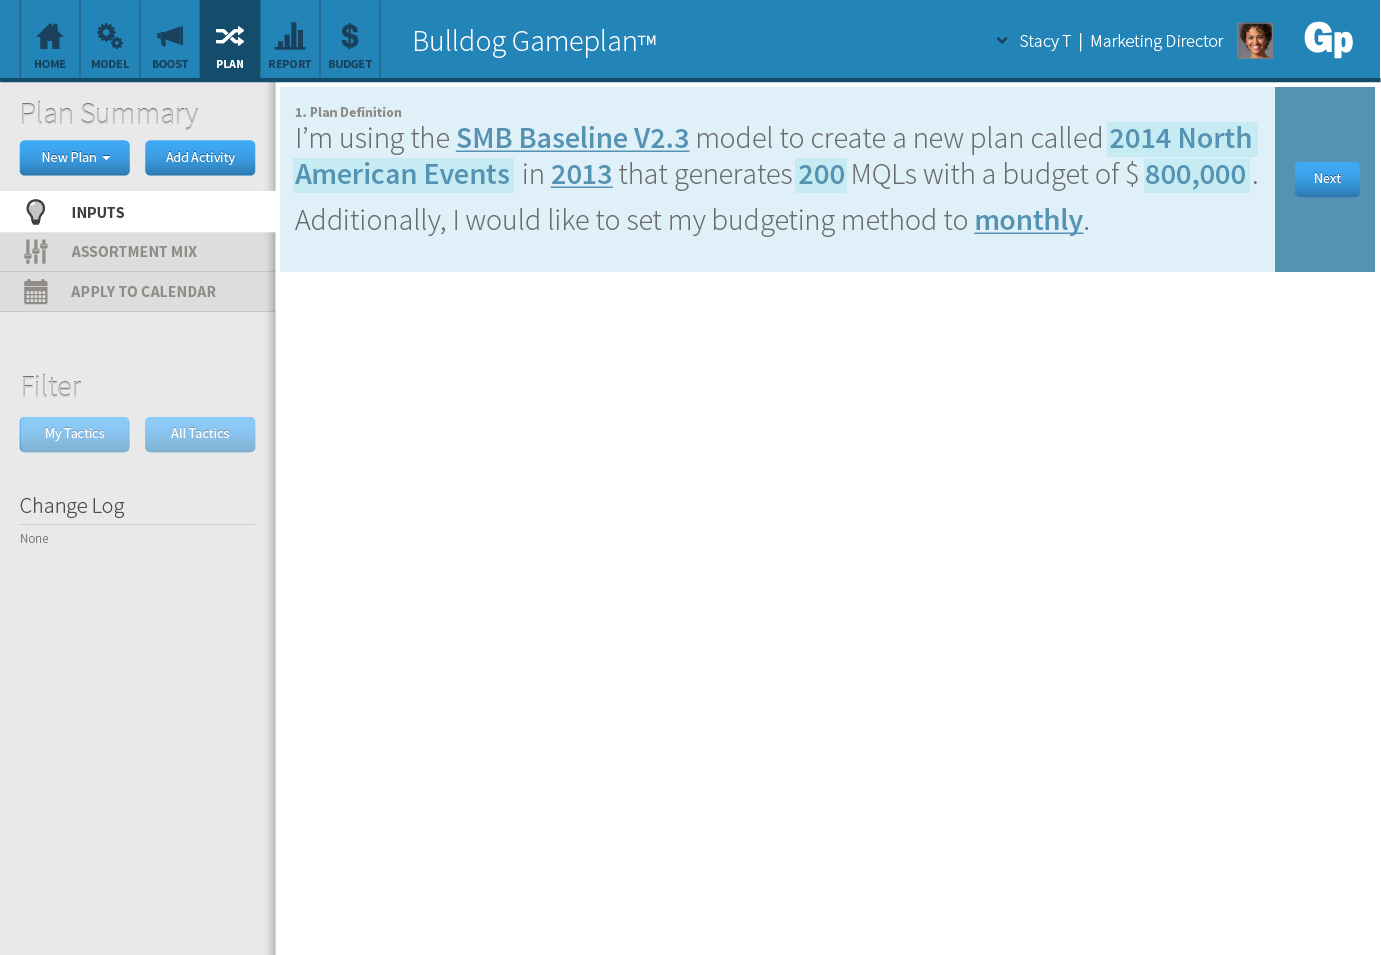 HOME
MODEL
BOOST
PLAN
REPORT
$
BUDGET
Bulldog Gameplan™
Stacy T | Marketing Director
Gp
Plan Summary
New Plan
Add Activity
INPUTS
ASSORTMENT MIX
APPLY TO CALENDAR
Filter
My Tactics
All Tactics
Change Log
None
1. Plan Definition
I’m using the SMB Baseline V2.3 model to create a new plan called 2014 North
American Events in 2013 that generates 200 MQLs with a budget of $ 800,000 .
Additionally, I would like to set my budgeting method to monthly.
Next